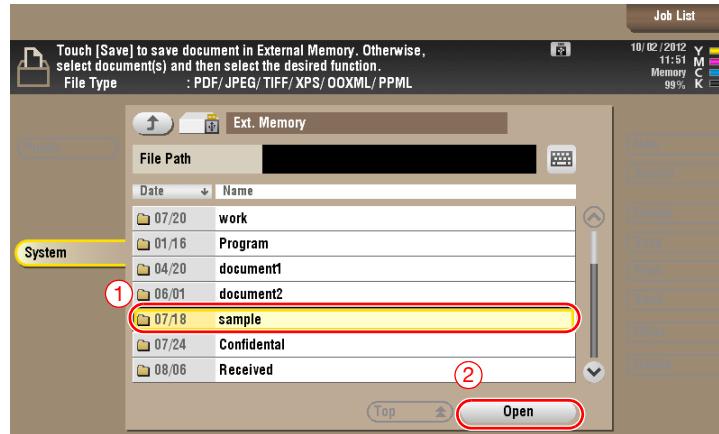 Job List
Touch [Save] to save document in External Memory. Otherwise,
select document(s) and then select the desired function.
File Type : PDF/JPEG/TIFF/XPS/OOXML/PPML
10/02/2012
11:51
Memory
99%
Y
M
C
K
Ext. Memory
File Path
Date Name
07/20 work
01/16 Program
System
04/20 document1
1
06/01 document2
07/18 sample
07/24 Confidental
08/06 Received
2
Top Open